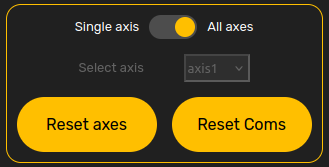 Single axis All axes
Select axis axis1
Reset axes Reset Coms